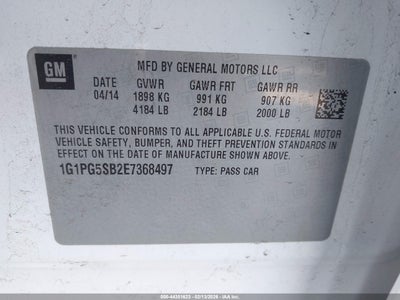 GM
MFD BY GENERAL MOTORS LLC
DATE GVWR GAWR FRT GAWR RR
04/14 1898 KG 991 KG 907 KG
4184 LB 2184 LB 2000 LB
THIS VEHICLE CONFORMS TO ALL APPLICABLE U.S. FEDERAL MOTOR
VEHICLE SAFETY, BUMPER, AND THEFT PREVENTION STANDARDS IN
EFFECT ON THE DATE OF MANUFACTURE SHOWN ABOVE.
1G1PG5SB2E7368497 TYPE: PASS CAR